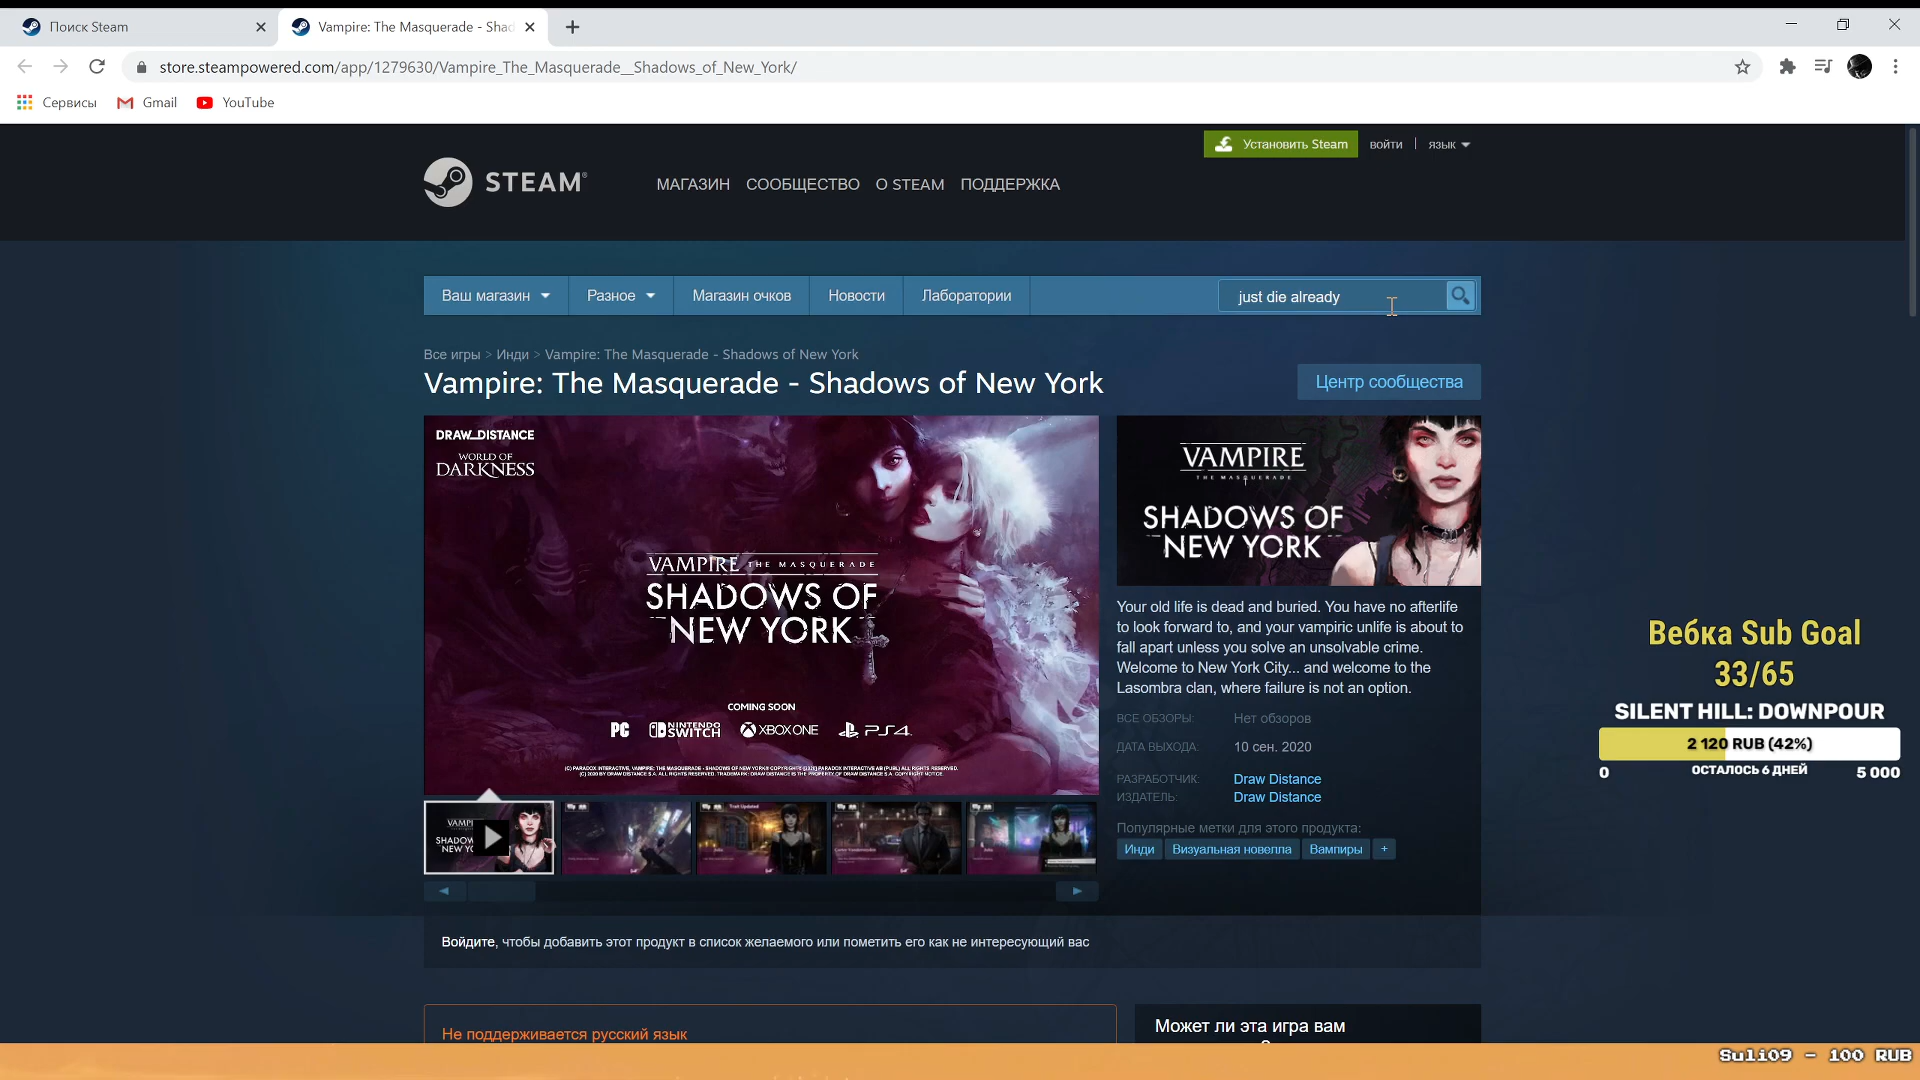 Поиск Steam
Vampire: The Masquerade - Shad
store.steampowered.com/app/1279630/Vampire_The_Masquerade__Shadows_of_New_York/
Сервисы
Gmail
YouTube
Установить Steam
войти
язык
STEAM
МАГАЗИН
СООБЩЕСТВО
О STEAM
ПОДДЕРЖКА
Ваш магазин
Разное
Магазин очков
Новости
Лаборатории
just die already
Все игры > Инди > Vampire: The Masquerade - Shadows of New York
Vampire: The Masquerade - Shadows of New York
Центр сообщества
DRAW_DISTANCE
WORLD OF
DARKNESS
VAMPIRE THE MASQUERADE
SHADOWS OF
NEW YORK
COMING SOON
PC
NINTENDO
SWITCH
XBOX ONE
PS4
VAMPIRE
THE MASQUERADE
SHADOWS OF
NEW YORK
Your old life is dead and buried. You have no afterlife
to look forward to, and your vampiric unlife is about to
fall apart unless you solve an unsolvable crime.
Welcome to New York City... and welcome to the
Lasombra clan, where failure is not an option.
ВСЕ ОБЗОРЫ: Нет обзоров
ДАТА ВЫХОДА: 10 сен. 2020
РАЗРАБОТЧИК: Draw Distance
ИЗДАТЕЛЬ: Draw Distance
Популярные метки для этого продукта:
Инди
Визуальная новелла
Вампиры
+
Войдите, чтобы добавить этот продукт в список желаемого или пометить его как не интересующий вас
Не поддерживается русский язык
Может ли эта игра вам
Вебка Sub Goal
33/65
SILENT HILL: DOWNPOUR
2 120 RUB (42%)
0
ОСТАЛОСЬ 6 ДНЕЙ
5 000
Suli09 - 100 RUB